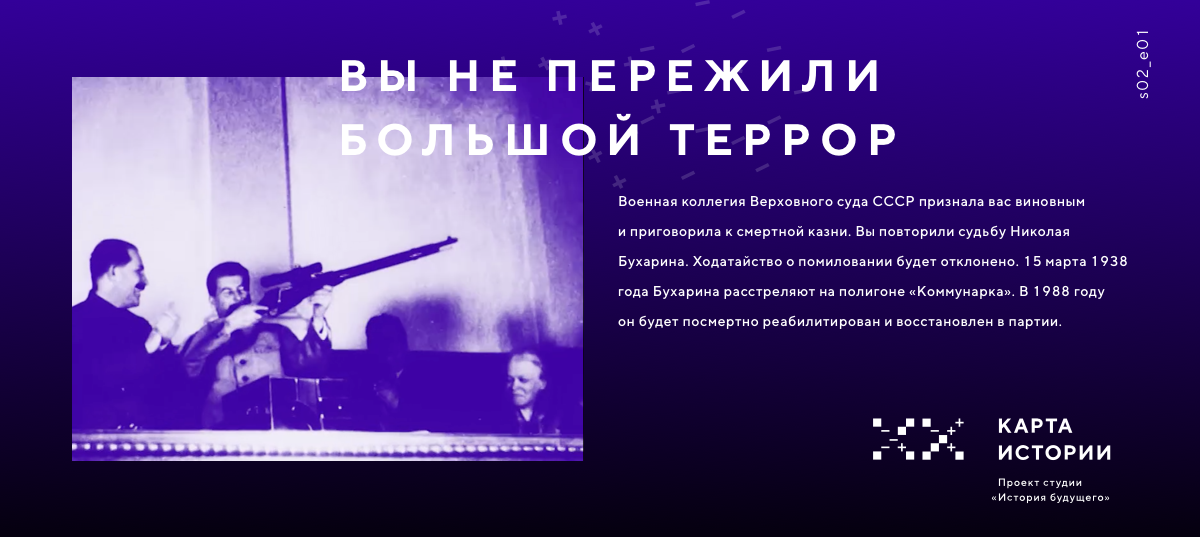 ВЫ НЕ ПЕРЕЖИЛИ
БОЛЬШОЙ ТЕРРОР
s02_e01
Военная коллегия Верховного суда СССР признала вас виновным
и приговорила к смертной казни. Вы повторили судьбу Николая
Бухарина. Ходатайство о помиловании будет отклонено. 15 марта 1938
года Бухарина расстреляют на полигоне «Коммунарка». В 1988 году
он будет посмертно реабилитирован и восстановлен в партии.
КАРТА
ИСТОРИИ
Проект студии
«История будущего»